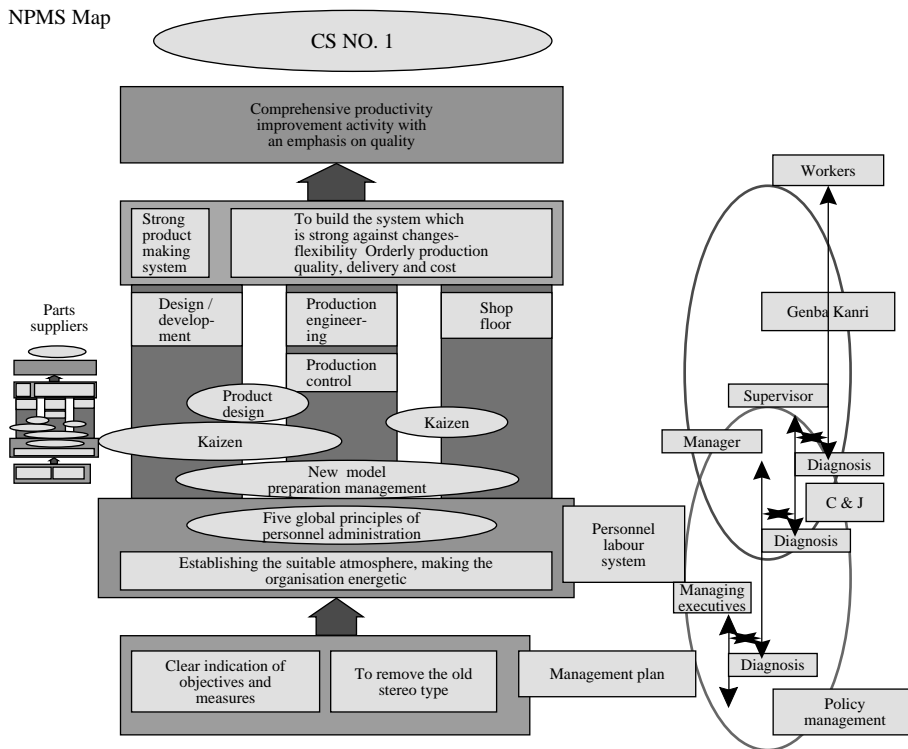 NPMS Map
CS NO. 1
Comprehensive productivity
improvement activity with
an emphasis on quality
Strong
product
making
system
To build the system which
is strong against changes-
flexibility Orderly production
quality, delivery and cost
Design /
develop-
ment
Production
engineer-
ing
Shop
floor
Production
control
Product
design
Kaizen
Kaizen
New model
preparation management
Five global principles of
personnel administration
Establishing the suitable atmosphere, making the
organisation energetic
Clear indication of
objectives and
measures
To remove the old
stereo type
Parts
suppliers
Personnel
labour
system
Management plan
Workers
Genba Kanri
Supervisor
Manager
Diagnosis
C & J
Diagnosis
Managing
executives
Diagnosis
Policy
management